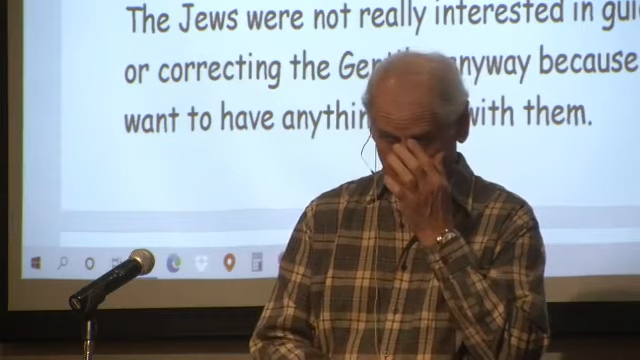 The Jews were not really interested in
or correcting the anyway because
want to have with them.